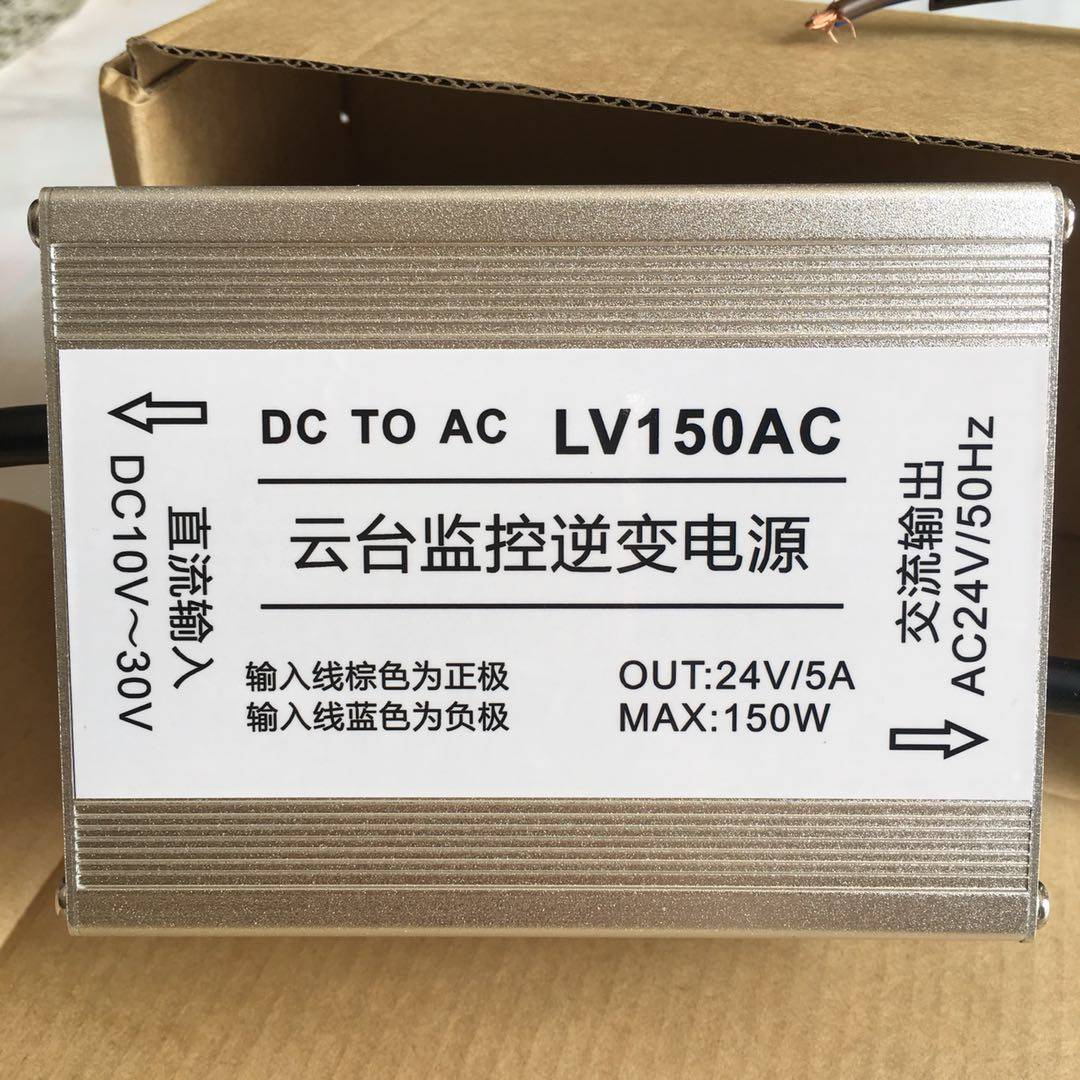 DC TO AC LV150AC
云台监控逆变电源
直流输入
DC10V～30V
输入线棕色为正极
输入线蓝色为负极
OUT:24V/5A
MAX:150W
交流输出
AC24V/50Hz